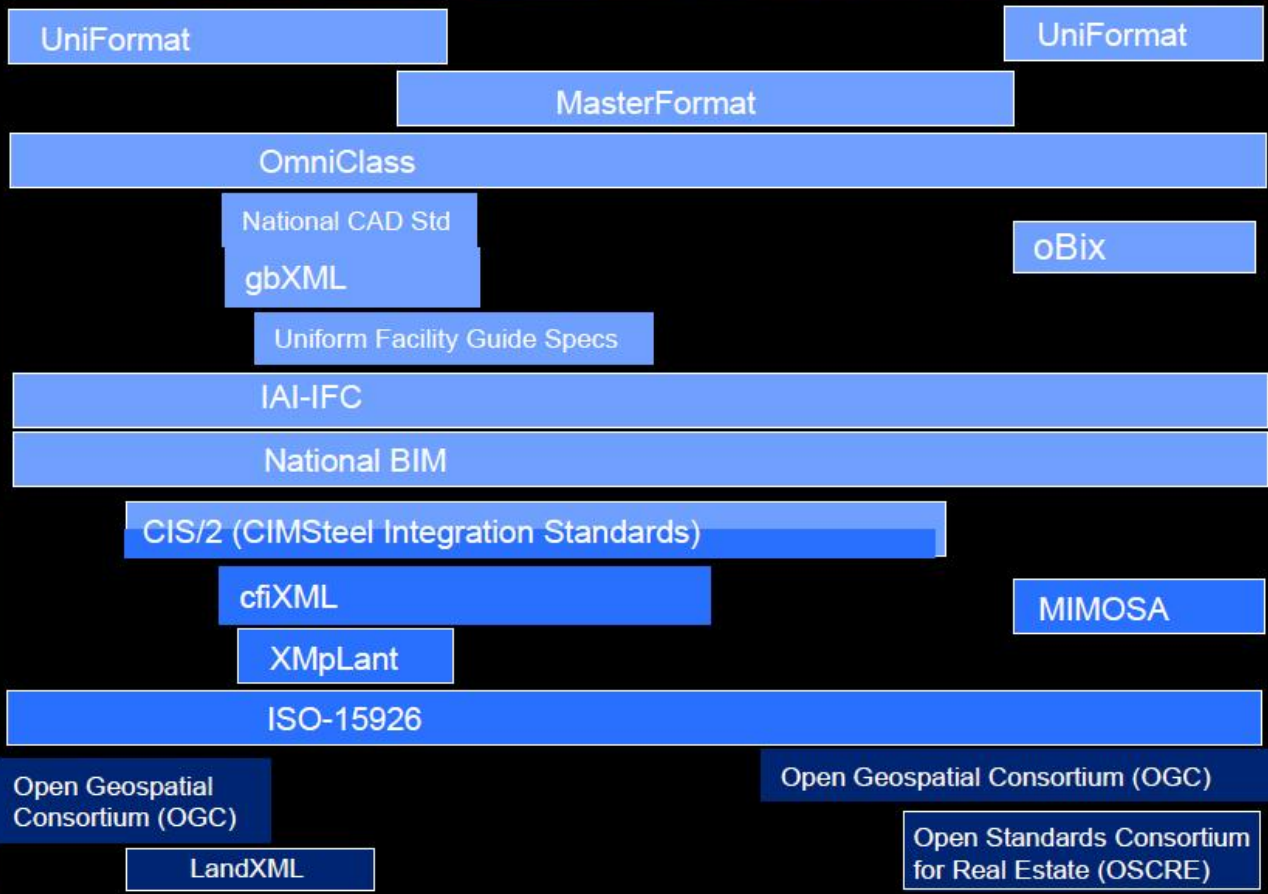 UniFormat
UniFormat
MasterFormat
OmniClass
National CAD Std
oBix
gbXML
Uniform Facility Guide Specs
IAI-IFC
National BIM
CIS/2 (CIMSteel Integration Standards)
cfiXML
MIMOSA
XMpLant
ISO-15926
Open Geospatial
Consortium (OGC)
Open Geospatial Consortium (OGC)
LandXML
Open Standards Consortium
for Real Estate (OSCRE)